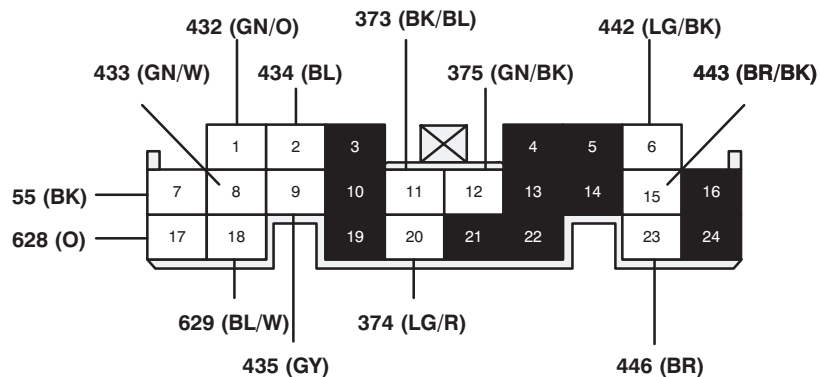 432 (GN/O) 373 (BK/BL) 442 (LG/BK)
433 (GN/W) 434 (BL) 375 (GN/BK) 443 (BR/BK)
1 2 3 4 5 6
55 (BK) 7 8 9 10 11 12 13 14 15 16
628 (O) 17 18 19 20 21 22 23 24
629 (BL/W) 374 (LG/R)
435 (GY) 446 (BR)